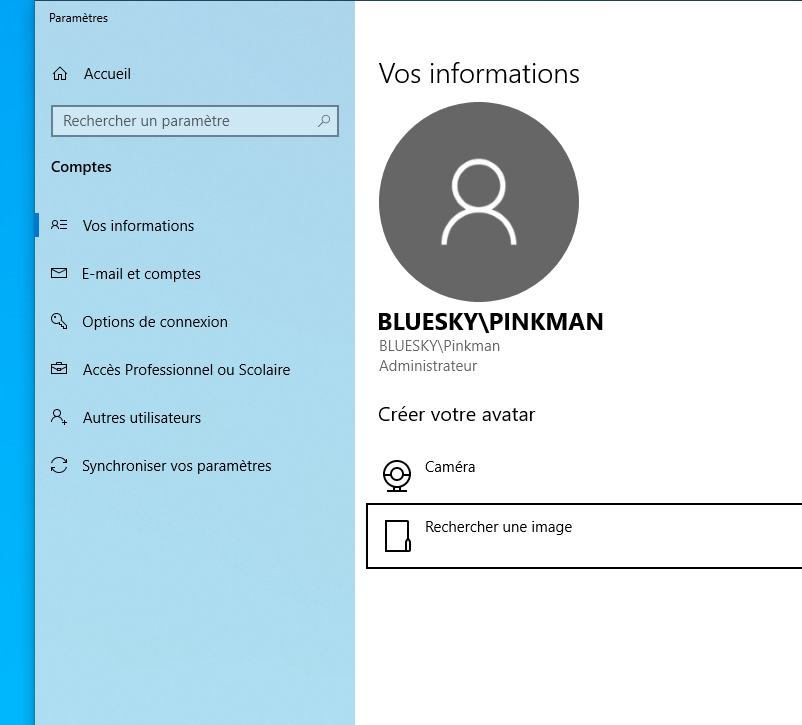 Paramètres
Accueil
Rechercher un paramètre
Comptes
Vos informations
E-mail et comptes
Options de connexion
Accès Professionnel ou Scolaire
Autres utilisateurs
Synchroniser vos paramètres
Vos informations
BLUESKY\PINKMAN
BLUESKY\Pinkman
Administrateur
Créer votre avatar
Caméra
Rechercher une image